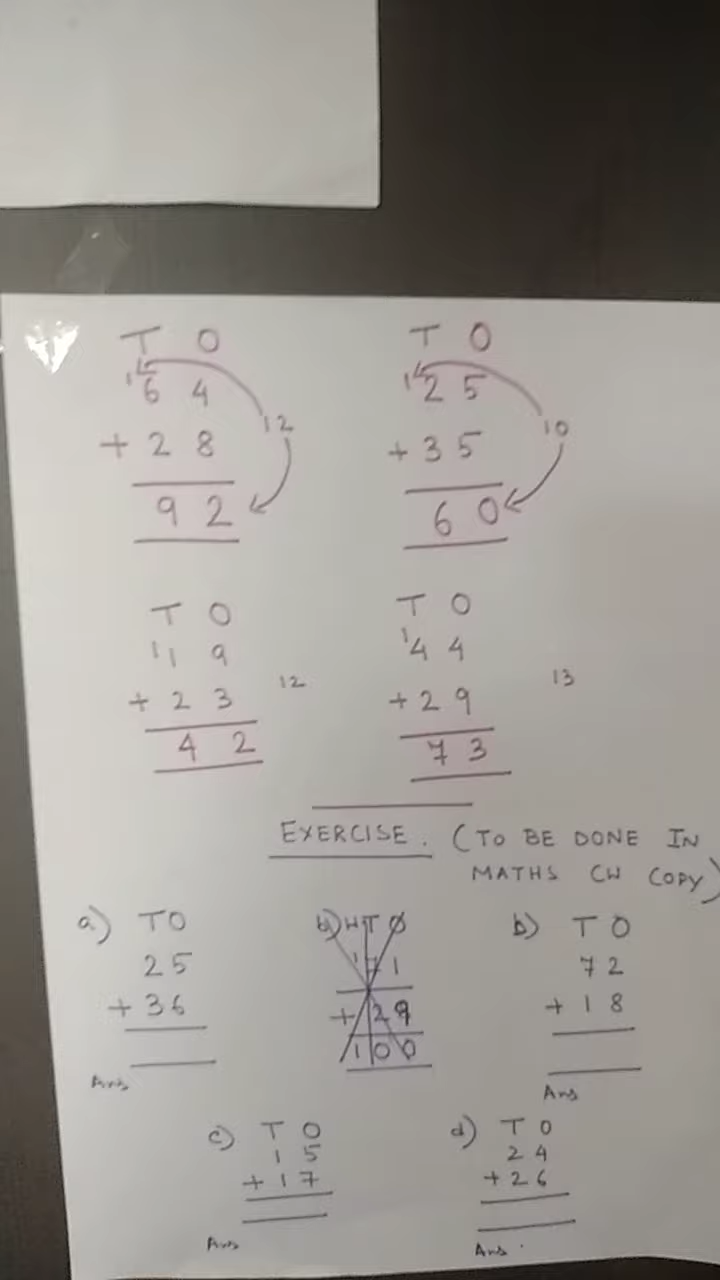 T O T O
1 6 4 1 2 5
12 10
+ 2 8 + 3 5
9 2 6 0
T O T O
1 1 9 1 4 4
+ 2 3 12 + 2 9 13
4 2 7 3
EXERCISE. (TO BE DONE IN
MATHS CW COPY)
a) T O b) H T O b) T O
2 5 1 7 1 7 2
+ 3 6 + 2 9 + 1 8
1 0 0
Ans Ans
c) T O d) T O
1 5 2 4
+ 1 7 + 2 6
Ans Ans.